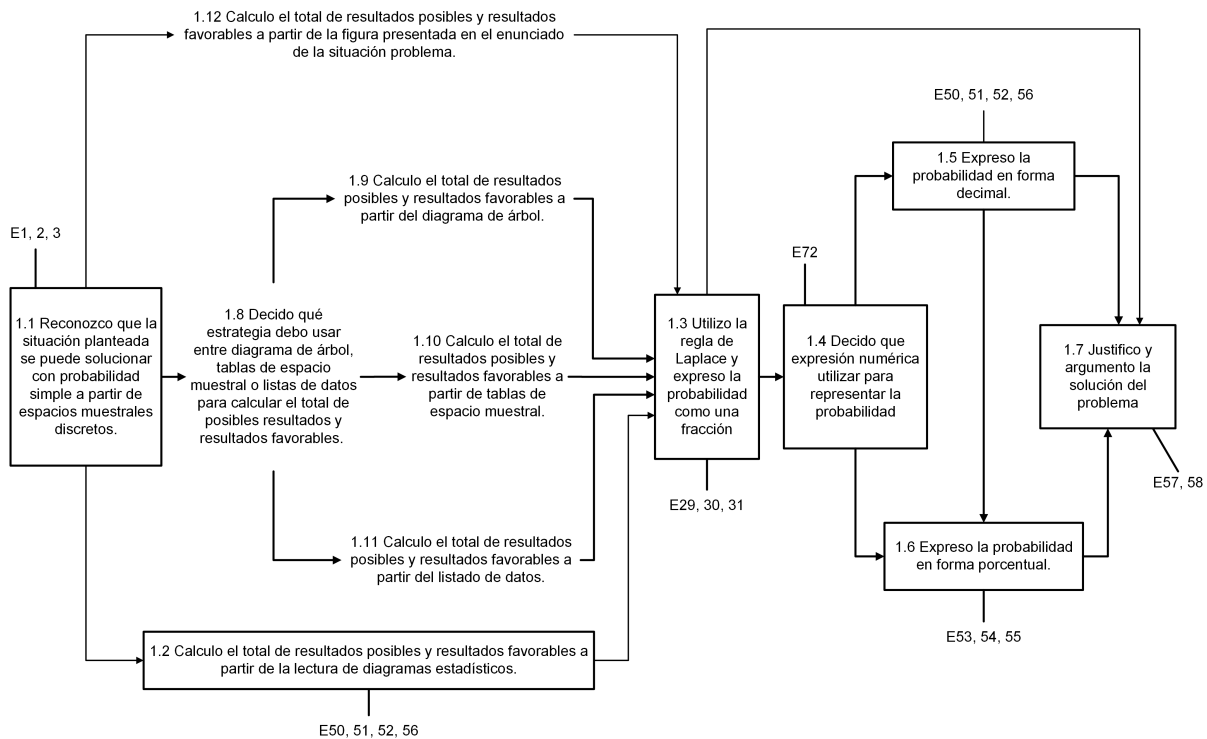 1.12 Calculo el total de resultados posibles y resultados
favorables a partir de la figura presentada en el enunciado
de la situación problema.
E50, 51, 52, 56
1.5 Expreso la
probabilidad en forma
decimal.
1.9 Calculo el total de resultados
posibles y resultados favorables a
partir del diagrama de árbol.
E1, 2, 3
E72
1.1 Reconozco que la
situación planteada
se puede solucionar
con probabilidad
simple a partir de
espacios muestrales
discretos.
1.8 Decido qué
estrategia debo usar
entre diagrama de árbol,
tablas de espacio
muestral o listas de datos
para calcular el total de
posibles resultados y
resultados favorables.
1.10 Calculo el total de
resultados posibles y
resultados favorables a
partir de tablas de
espacio muestral.
1.3 Utilizo la
regla de
Laplace y
expreso la
probabilidad
como una
fracción
1.4 Decido que
expresión numérica
utilizar para
representar la
probabilidad
1.7 Justifico y
argumento la
solución del
problema
E57, 58
E29, 30, 31
1.11 Calculo el total de resultados
posibles y resultados favorables a
partir del listado de datos.
1.6 Expreso la probabilidad
en forma porcentual.
E53, 54, 55
1.2 Calculo el total de resultados posibles y resultados favorables a
partir de la lectura de diagramas estadísticos.
E50, 51, 52, 56